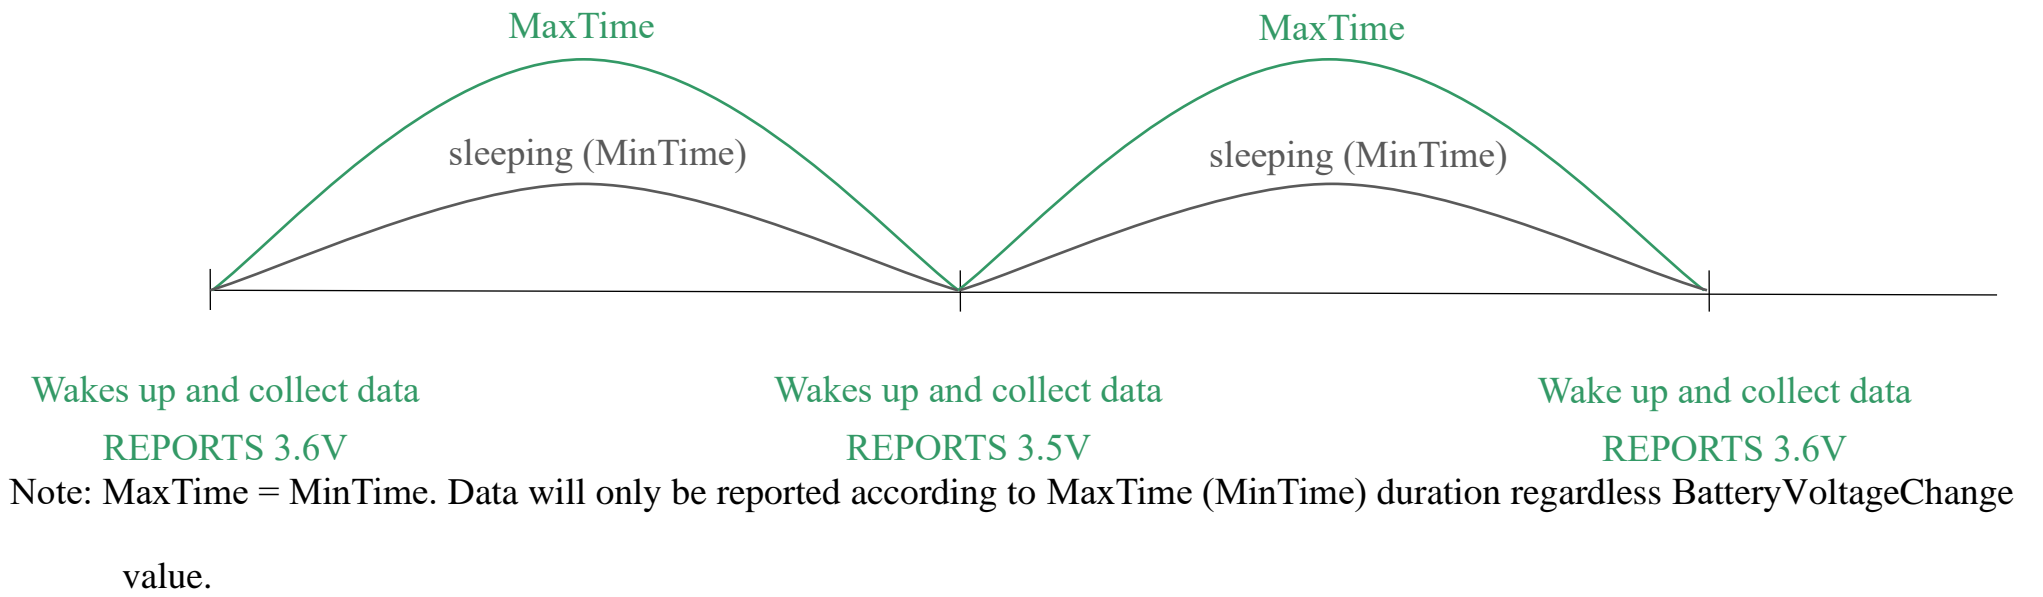 MaxTime
MaxTime
sleeping (MinTime)
sleeping (MinTime)
Wakes up and collect data
Wakes up and collect data
Wake up and collect data
REPORTS 3.6V
REPORTS 3.5V
REPORTS 3.6V
Note: MaxTime = MinTime. Data will only be reported according to MaxTime (MinTime) duration regardless BatteryVoltageChange
value.